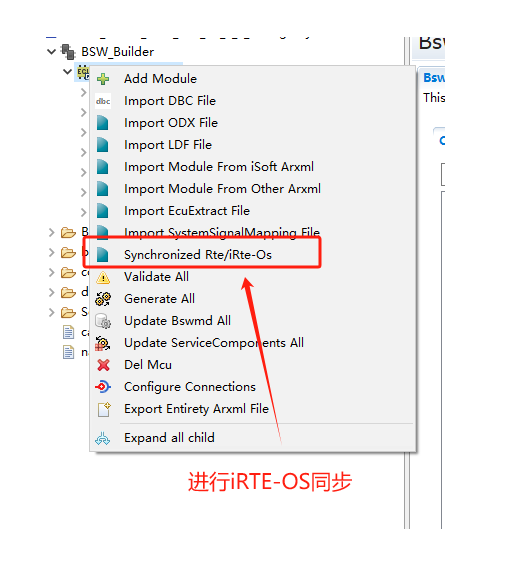 BSW_Builder
Add Module
Import DBC File
Import ODX File
Import LDF File
Import Module From iSoft Arxml
Import Module From Other Arxml
Import EcuExtract File
Import SystemSignalMapping File
Synchronized Rte/iRte-Os
Validate All
Generate All
Update Bswmd All
Update ServiceComponents All
Del Mcu
Configure Connections
Export Entirety Arxml File
Expand all child
dbc
Bsw
This
进行iRTE-OS同步